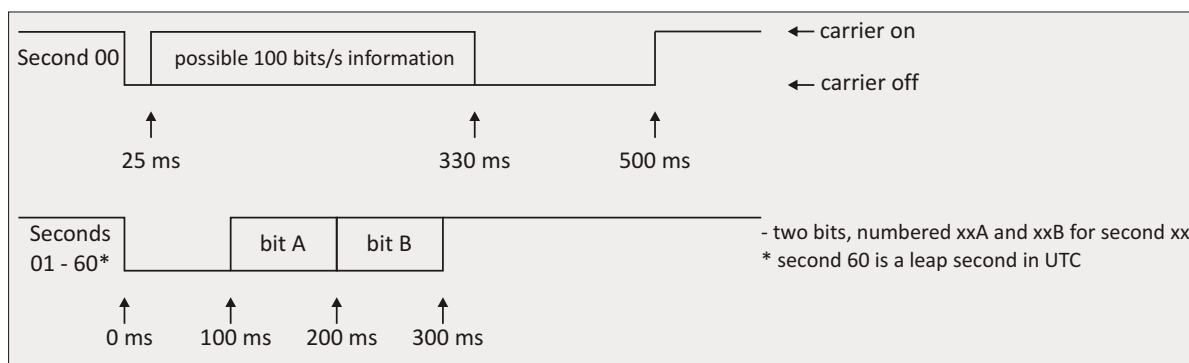 ← carrier on
Second 00 possible 100 bits/s information
← carrier off
25 ms 330 ms 500 ms
Seconds bit A bit B - two bits, numbered xxA and xxB for second xx
01 - 60* * second 60 is a leap second in UTC
0 ms 100 ms 200 ms 300 ms